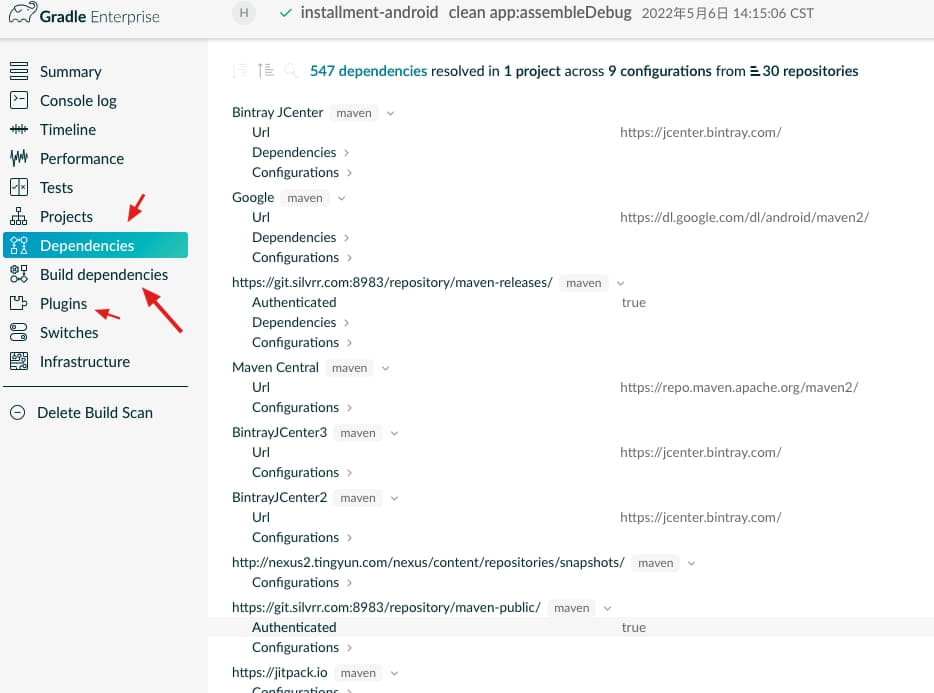 Gradle Enterprise
H installment-android clean app:assembleDebug 2022年5月6日 14:15:06 CST
Summary
Console log
Timeline
Performance
Tests
Projects
Dependencies
Build dependencies
Plugins
Switches
Infrastructure
Delete Build Scan
547 dependencies resolved in 1 project across 9 configurations from 30 repositories
Bintray JCenter maven
Url https://jcenter.bintray.com/
Dependencies
Configurations
Google maven
Url https://dl.google.com/dl/android/maven2/
Dependencies
Configurations
https://git.silvrr.com:8983/repository/maven-releases/ maven
Authenticated true
Dependencies
Configurations
Maven Central maven
Url https://repo.maven.apache.org/maven2/
Configurations
BintrayJCenter3 maven
Url https://jcenter.bintray.com/
Configurations
BintrayJCenter2 maven
Url https://jcenter.bintray.com/
Configurations
http://nexus2.tingyun.com/nexus/content/repositories/snapshots/ maven
Configurations
https://git.silvrr.com:8983/repository/maven-public/ maven
Authenticated true
Configurations
https://jitpack.io maven
Configurations